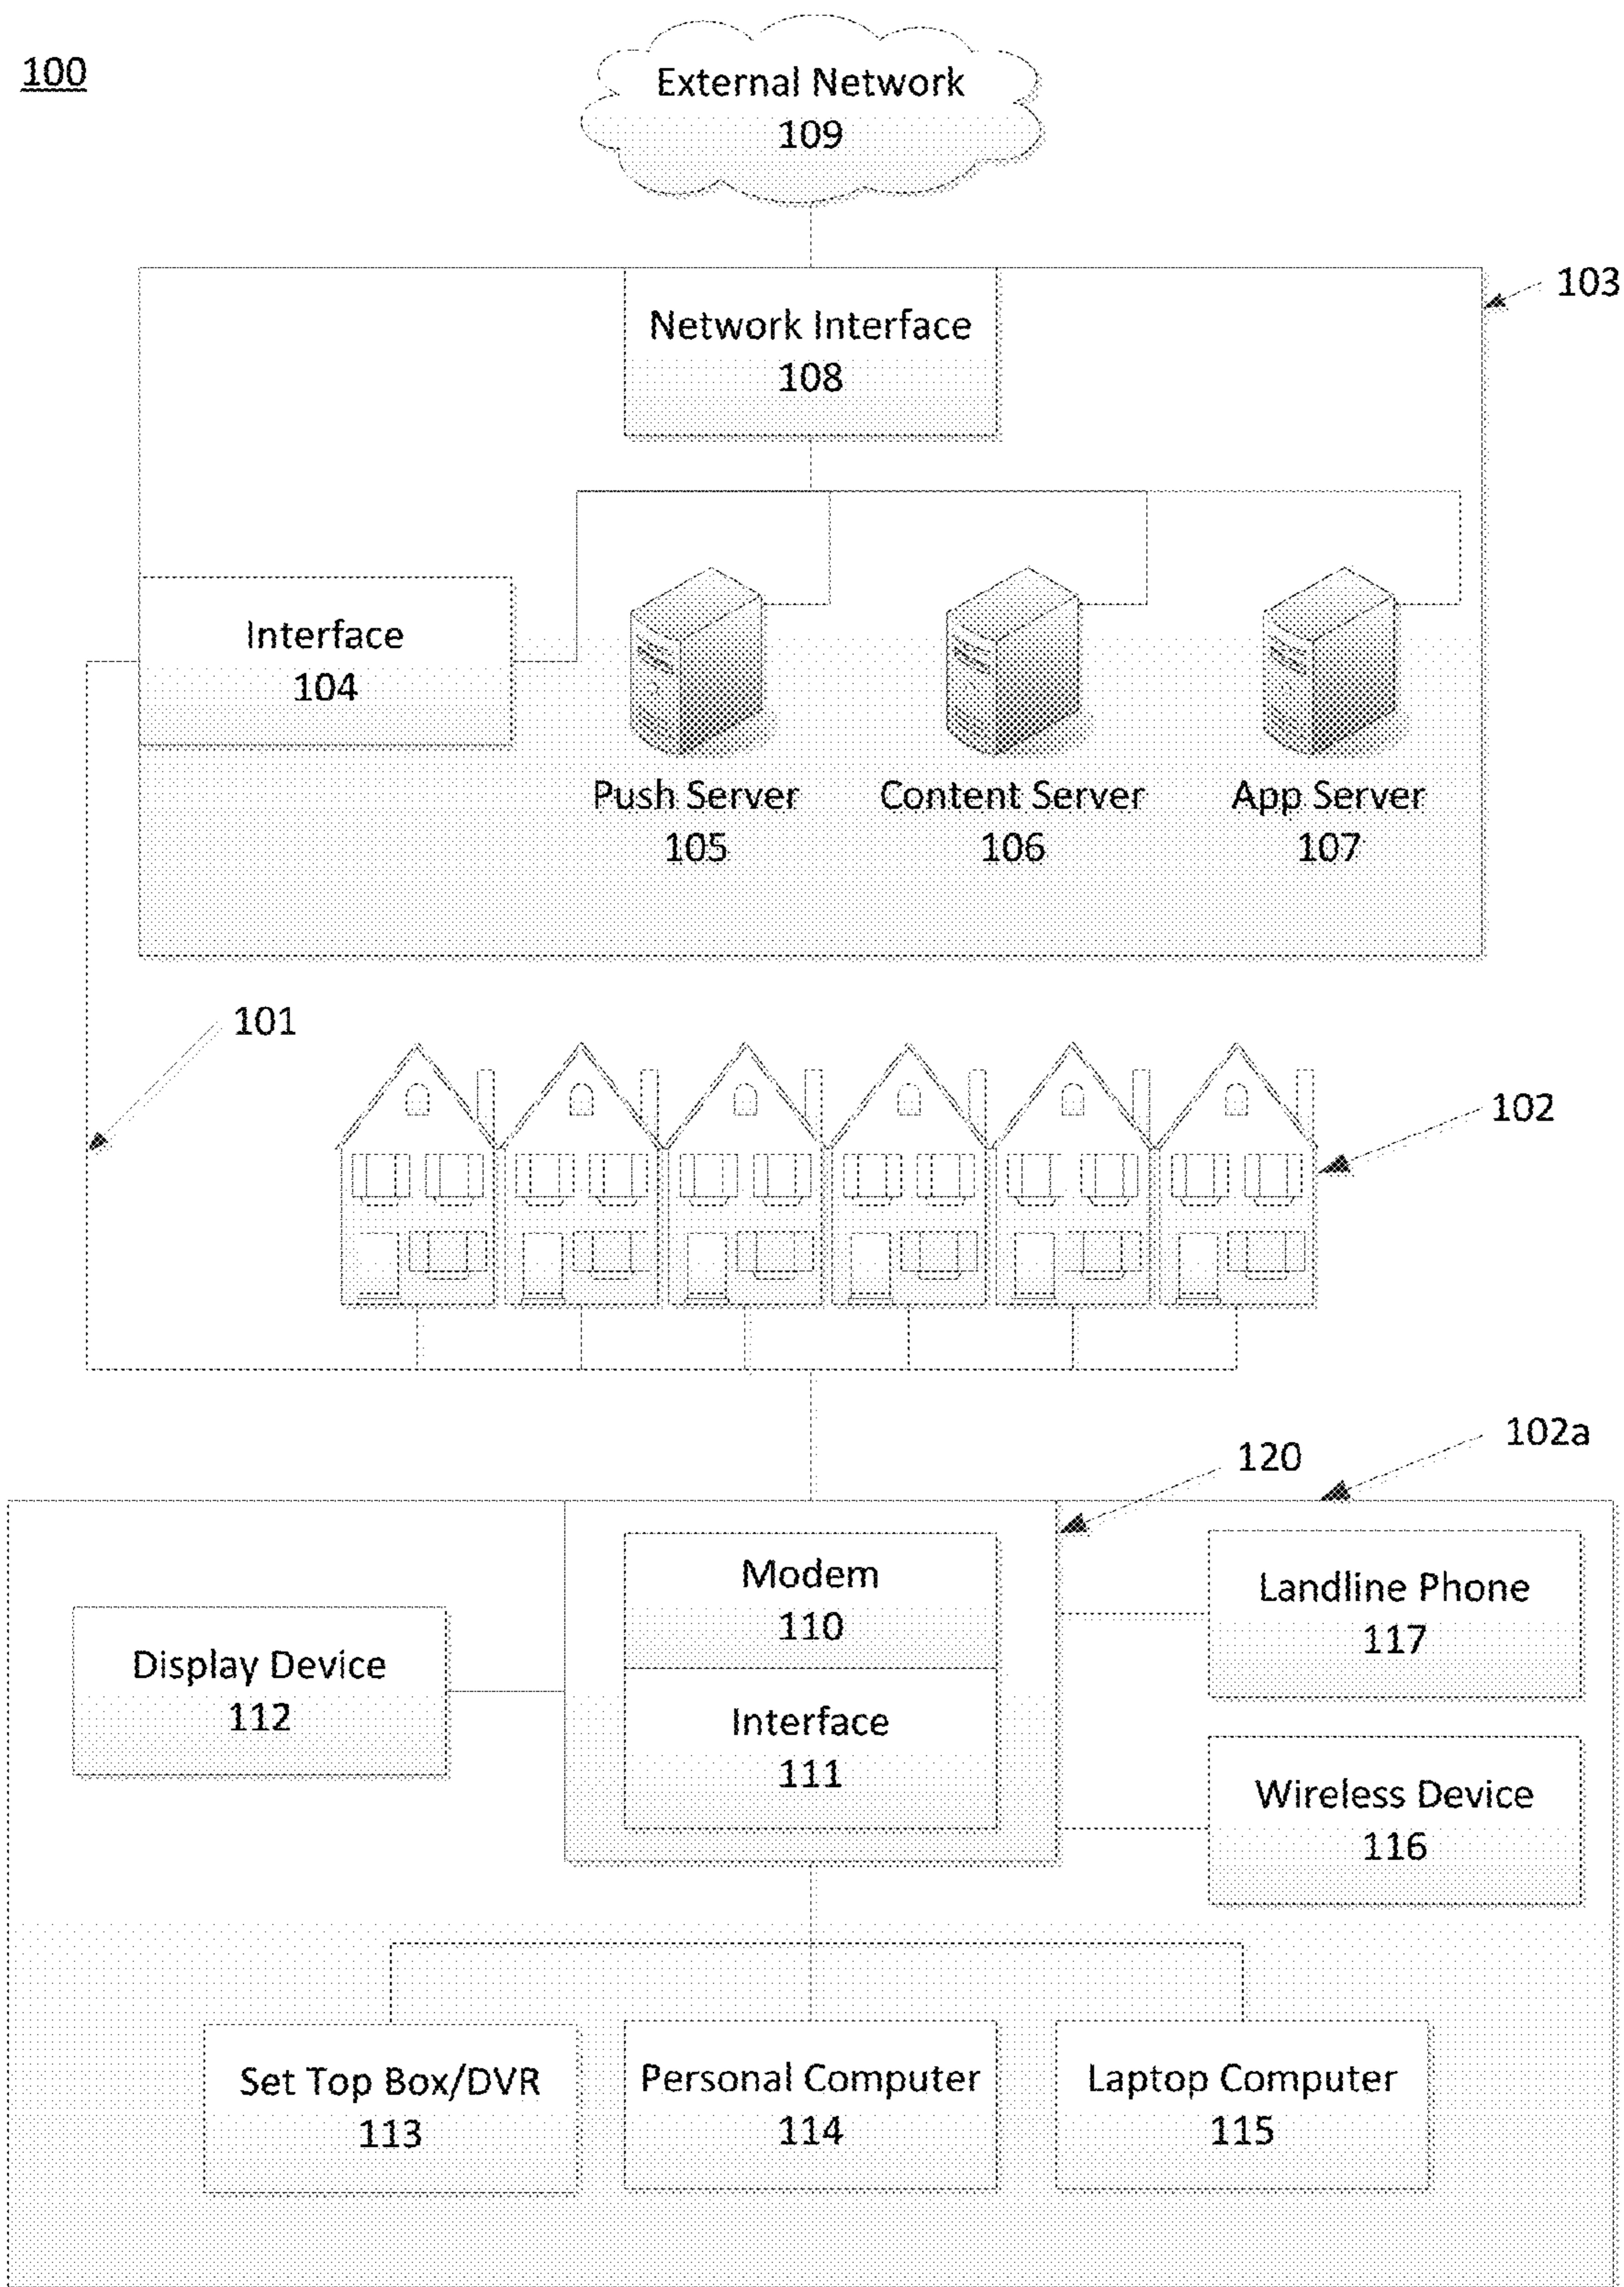 100
External Network
109
103
Network Interface
108
Interface
104
Push Server
105
Content Server
106
App Server
107
101
102
102a
120
Modem
110
Landline Phone
117
Display Device
112
Interface
111
Wireless Device
116
Set Top Box/DVR
113
Personal Computer
114
Laptop Computer
115